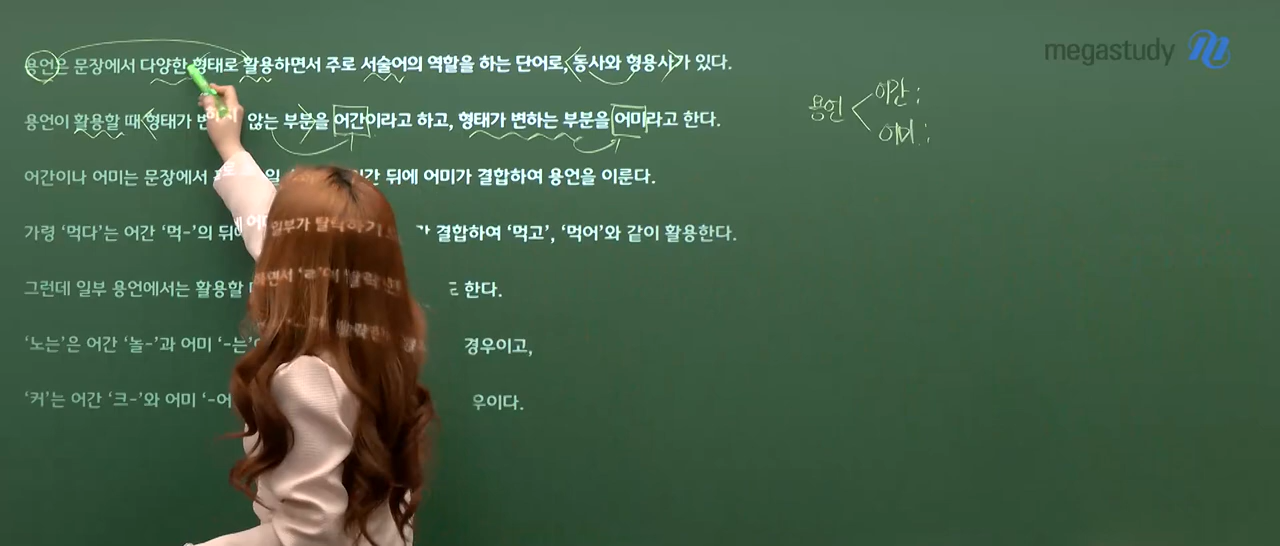 megastudy
용언은 문장에서 다양한 형태로 활용하면서 주로 서술어의 역할을 하는 단어로, 동사와 형용사가 있다.
용언이 활용할 때 형태가 않는 부분을 어간이라고 하고, 형태가 변하는 부분을 어미라고 한다.
어간이나 어미는 문장에서 뒤에 어미가 결합하여 용언을 이룬다.
가령 ‘먹다’는 어간 ‘먹-’의 뒤에 어 일부가 탈락하기 결합하여 ‘먹고’, ‘먹어’와 같이 활용한다.
그런데 일부 용언에서는 활용할 한다.
‘노는’은 어간 ‘놀-’과 어미 ‘-는’ 경우이고,
‘커’는 어간 ‘크-’와 어미 ‘-어 우이다.
용언
어간 ;
어미 ;